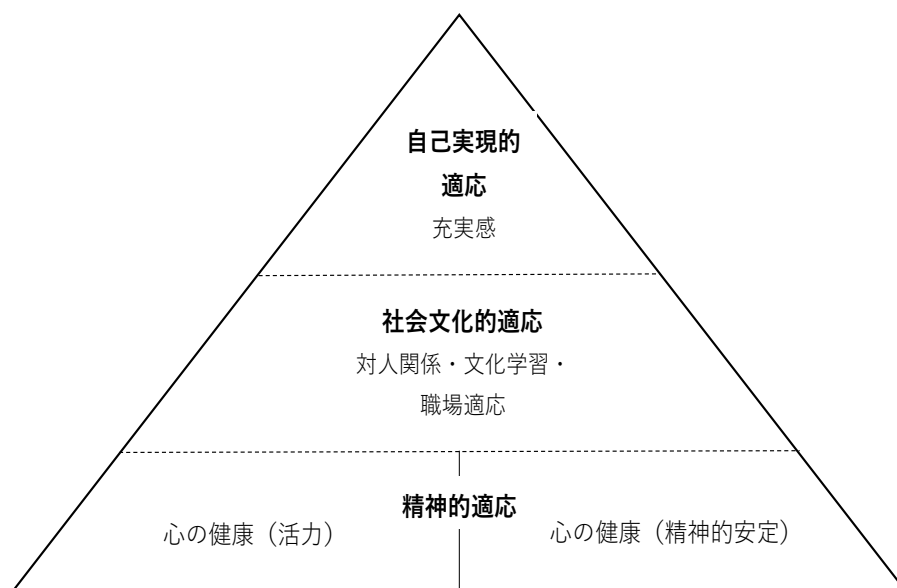 自己実現的
適応
充実感
社会文化的適応
対人関係・文化学習・
職場適応
精神的適応
心の健康（活力）
心の健康（精神的安定）